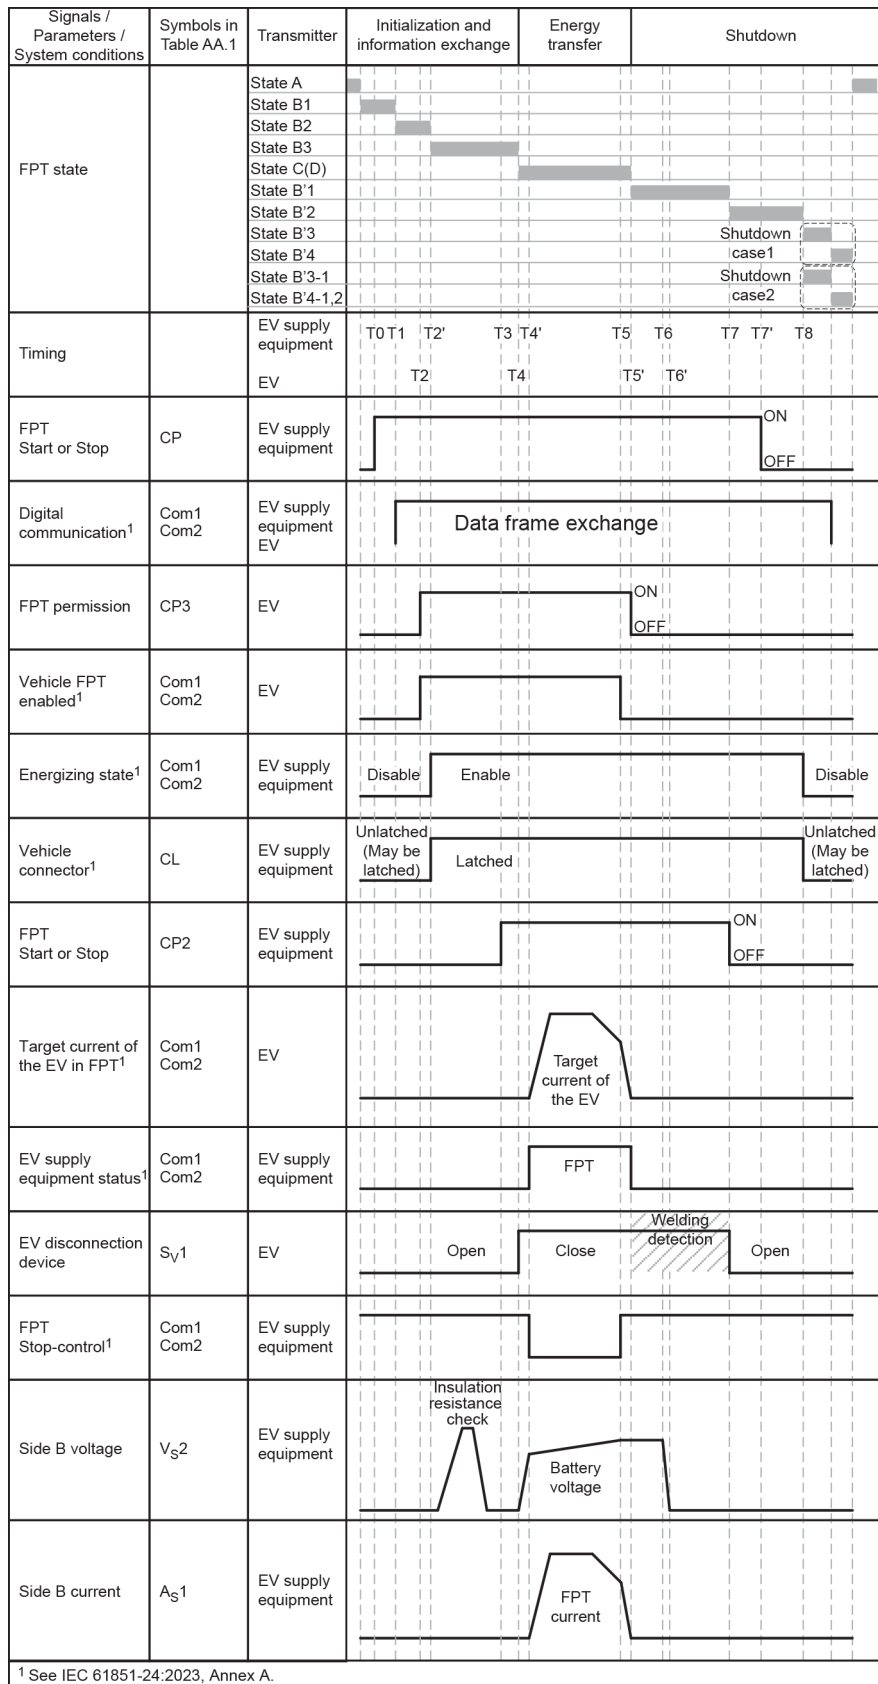 Signals /
Parameters /
System conditions
Symbols in
Table AA.1
Transmitter
Initialization and
information exchange
Energy
transfer
Shutdown
FPT state
State A
State B1
State B2
State B3
State C(D)
State B'1
State B'2
State B'3
State B'4
State B'3-1
State B'4-1,2
Shutdown
case1
Shutdown
case2
Timing
EV supply
equipment
EV
T0 T1 T2' T3 T4' T5 T6 T7 T7' T8
T2 T4 T5' T6'
FPT
Start or Stop
CP
EV supply
equipment
ON
OFF
Digital
communication1
Com1
Com2
EV supply
equipment
EV
Data frame exchange
FPT permission
CP3
EV
ON
OFF
Vehicle FPT
enabled1
Com1
Com2
EV
Energizing state1
Com1
Com2
EV supply
equipment
Disable
Enable
Disable
Vehicle
connector1
CL
EV supply
equipment
Unlatched
(May be
latched)
Latched
Unlatched
(May be
latched)
FPT
Start or Stop
CP2
EV supply
equipment
ON
OFF
Target current of
the EV in FPT1
Com1
Com2
EV
Target
current of
the EV
EV supply
equipment status1
Com1
Com2
EV supply
equipment
FPT
EV disconnection
device
SV1
EV
Open
Close
Welding
detection
Open
FPT
Stop-control1
Com1
Com2
EV supply
equipment
Side B voltage
VS2
EV supply
equipment
Insulation
resistance
check
Battery
voltage
Side B current
AS1
EV supply
equipment
FPT
current
1 See IEC 61851-24:2023, Annex A.